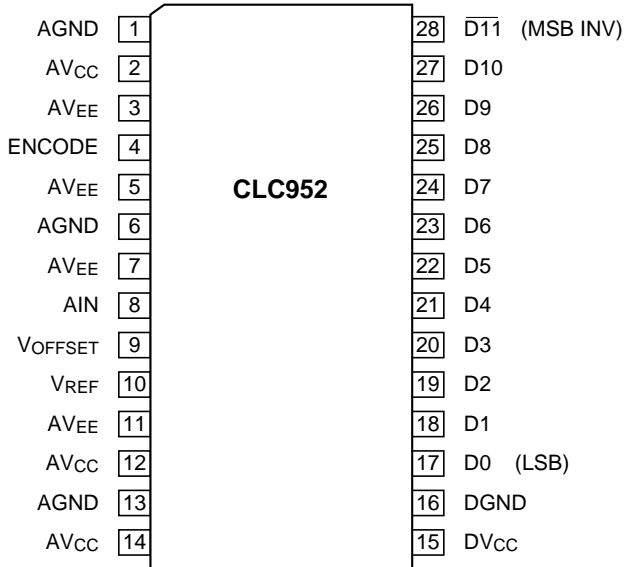 AGND 1 28 D11 (MSB INV)
AVCC 2 27 D10
AVEE 3 26 D9
ENCODE 4 25 D8
AVEE 5 CLC952 24 D7
AGND 6 23 D6
AVEE 7 22 D5
AIN 8 21 D4
VOFFSET 9 20 D3
VREF 10 19 D2
AVEE 11 18 D1
AVCC 12 17 D0 (LSB)
AGND 13 16 DGND
AVCC 14 15 DVCC